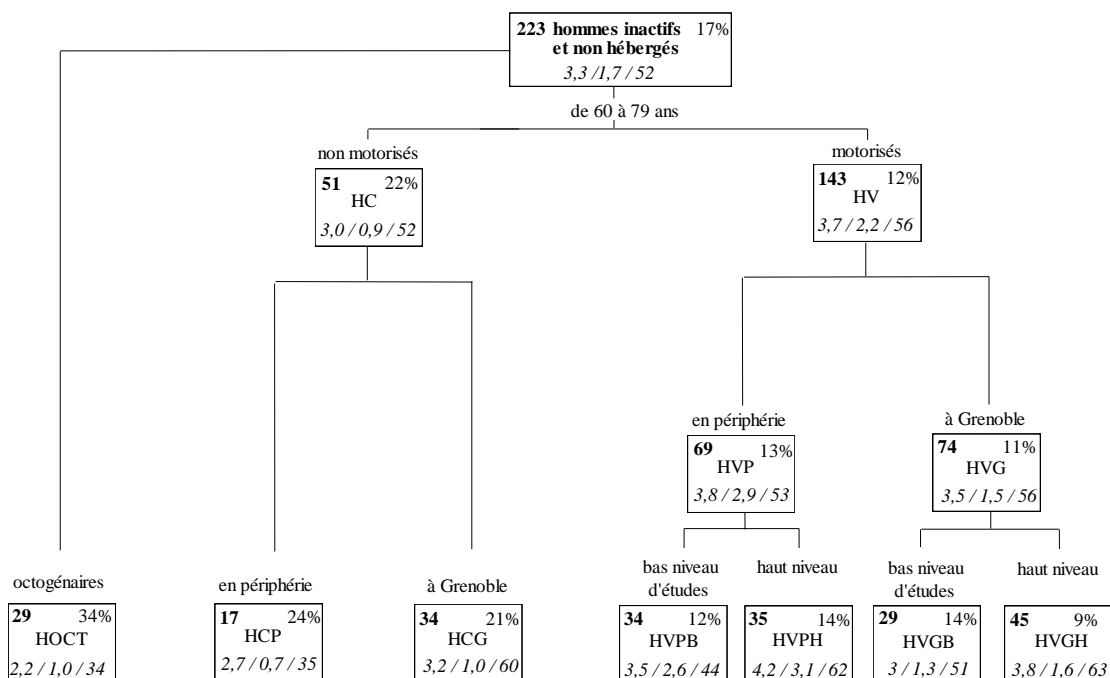 223 hommes inactifs 17%
et non hébergés
3,3 /1,7 / 52
de 60 à 79 ans
non motorisés
51 22%
HC
3,0 / 0,9 / 52
motorisés
143 12%
HV
3,7 / 2,2 / 56
en périphérie
69 13%
HVP
3,8 / 2,9 / 53
à Grenoble
74 11%
HVG
3,5 / 1,5 / 56
octogénaires
29 34%
HOCT
2,2 / 1,0 / 34
en périphérie
17 24%
HCP
2,7 / 0,7 / 35
à Grenoble
34 21%
HCG
3,2 / 1,0 / 60
bas niveau
d'études
34 12%
HVPB
3,5 / 2,6 / 44
haut niveau
35 14%
HVPH
4,2 / 3,1 / 62
bas niveau
d'études
29 14%
HVGB
3 / 1,3 / 51
haut niveau
45 9%
HVGH
3,8 / 1,6 / 63